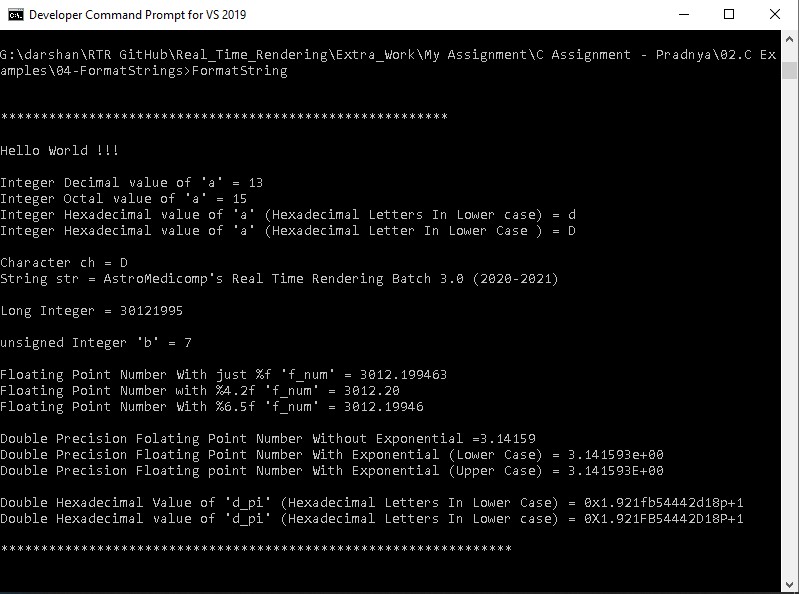 Developer Command Prompt for VS 2019
G:\darshan\RTR GitHub\Real_Time_Rendering\Extra_Work\My Assignment\C Assignment - Pradnya\02.C Ex
amples\04-FormatStrings>FormatString
********************************************************
Hello World !!!
Integer Decimal value of 'a' = 13
Integer Octal value of 'a' = 15
Integer Hexadecimal value of 'a' (Hexadecimal Letters In Lower case) = d
Integer Hexadecimal value of 'a' (Hexadecimal Letter In Lower Case ) = D
Character ch = D
String str = AstroMedicomp's Real Time Rendering Batch 3.0 (2020-2021)
Long Integer = 30121995
unsigned Integer 'b' = 7
Floating Point Number With just %f 'f_num' = 3012.199463
Floating Point Number with %4.2f 'f_num' = 3012.20
Floating Point Number With %6.5f 'f_num' = 3012.19946
Double Precision Folating Point Number Without Exponential =3.14159
Double Precision Floating point Number With Exponential (Lower Case) = 3.141593e+00
Double Precision Floating point Number With Exponential (Upper Case) = 3.141593E+00
Double Hexadecimal Value of 'd_pi' (Hexadecimal Letters In Lower Case) = 0x1.921fb54442d18p+1
Double Hexadecimal value of 'd_pi' (Hexadecimal Letters In Lower case) = 0X1.921FB54442D18P+1
****************************************************************